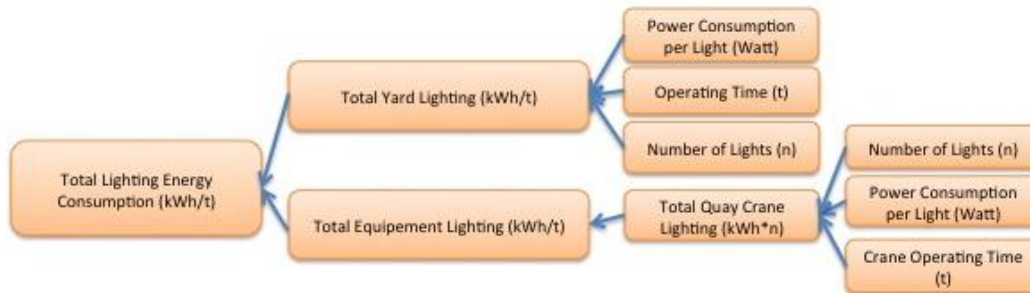 Total Lighting Energy
Consumption (kWh/t)
Total Yard Lighting (kWh/t)
Power Consumption
per Light (Watt)
Operating Time (t)
Number of Lights (n)
Total Equipement Lighting (kWh/t)
Total Quay Crane
Lighting (kWh*n)
Number of Lights (n)
Power Consumption
per Light (Watt)
Crane Operating Time
(t)